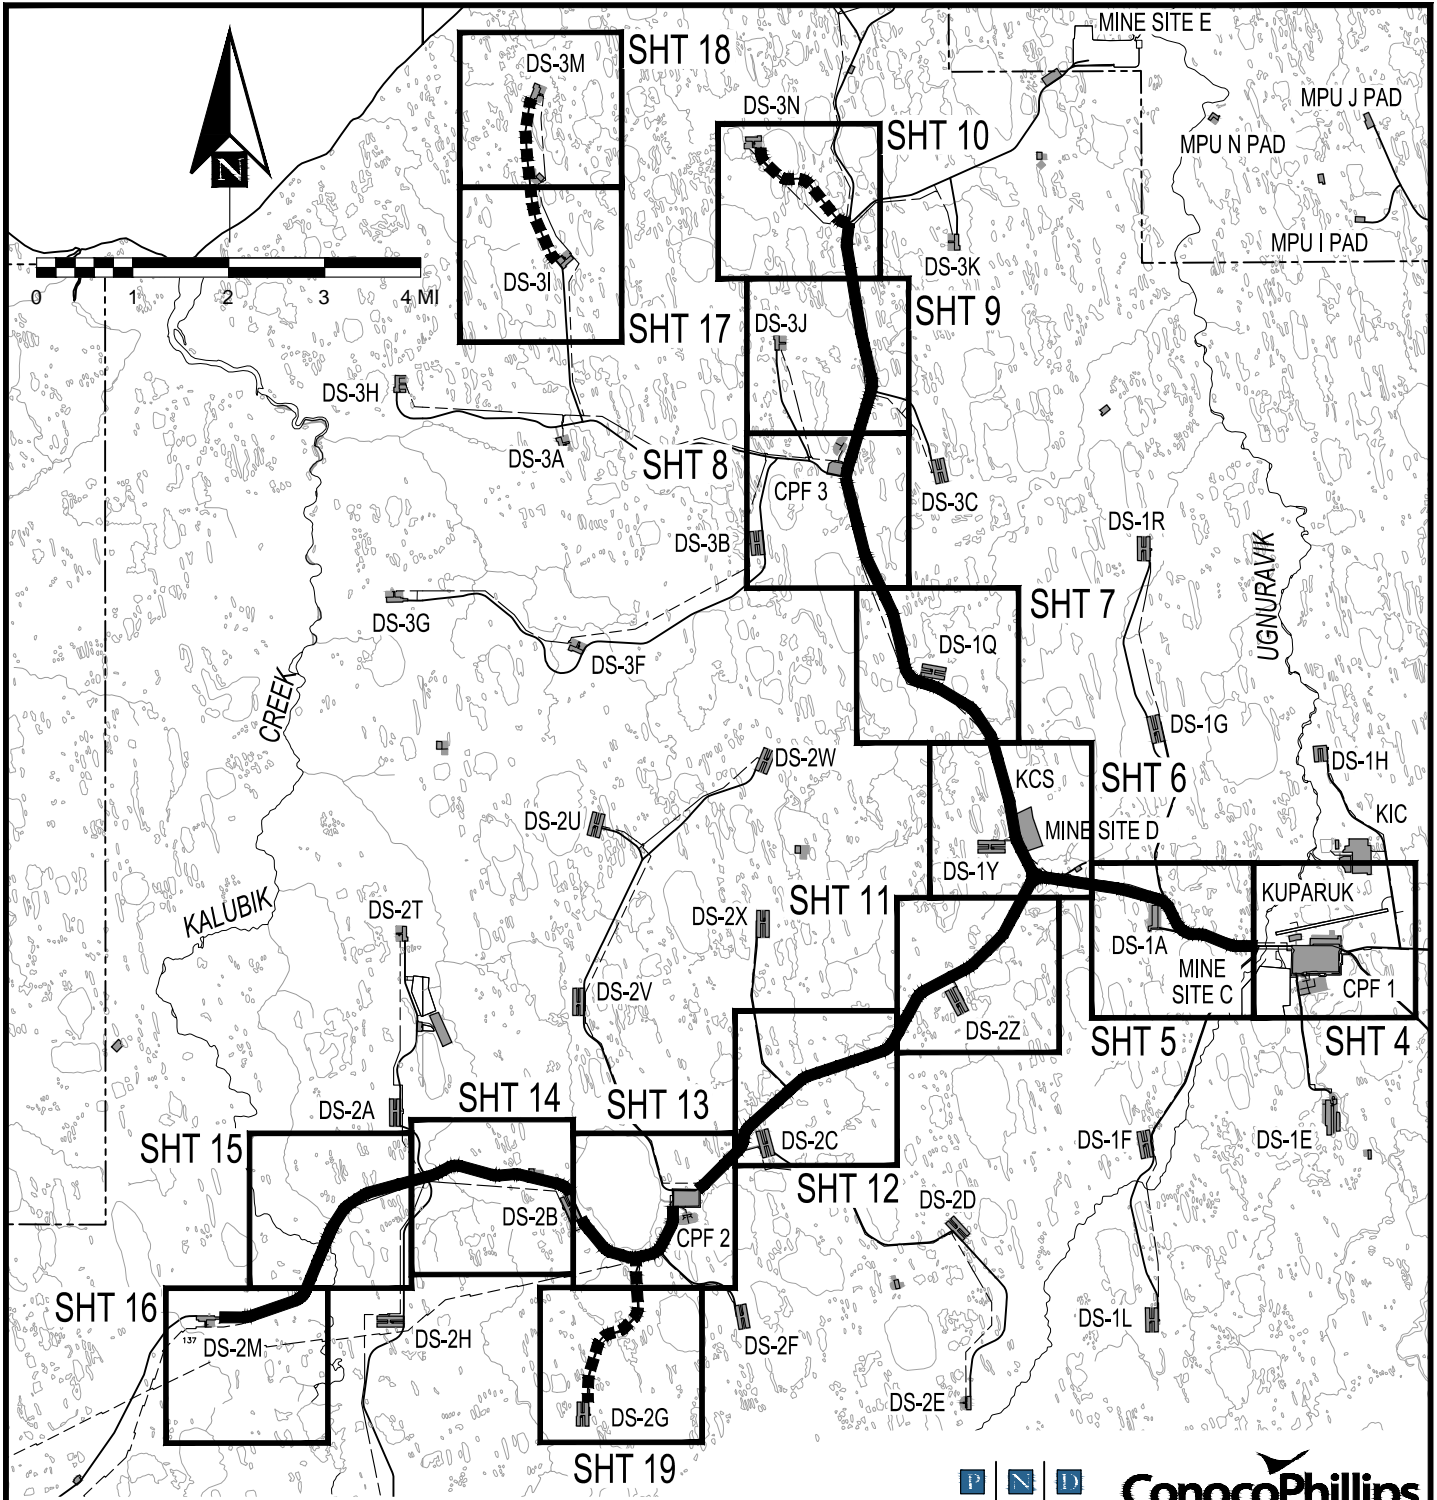 MINE SITE E
SHT 18
DS-3M
MPU J PAD
DS-3N
SHT 10
MPU N PAD
N
MPU I PAD
DS-3K
DS-3I
0 1 2 3 4 MI
SHT 9
DS-3J
SHT 17
DS-3H
DS-3A
SHT 8
CPF 3
DS-3C
DS-1R
DS-3B
UGNURAVIK
DS-3G
SHT 7
DS-1Q
DS-3F
CREEK
DS-1G
DS-2W
DS-1H
KCS
SHT 6
DS-2U
KIC
MINE SITE D
DS-1Y
KUPARUK
SHT 11
KALUBIK
DS-2T
DS-2X
DS-1A
MINE
SITE C
CPF 1
DS-2V
DS-2Z
SHT 5
SHT 4
SHT 14
SHT 13
DS-2A
SHT 15
DS-2C
DS-1F
DS-1E
SHT 12
DS-2B
DS-2D
CPF 2
SHT 16
137
DS-2M
DS-2H
DS-2F
DS-1L
DS-2G
DS-2E
SHT 19
P N D
ConocoPhillips